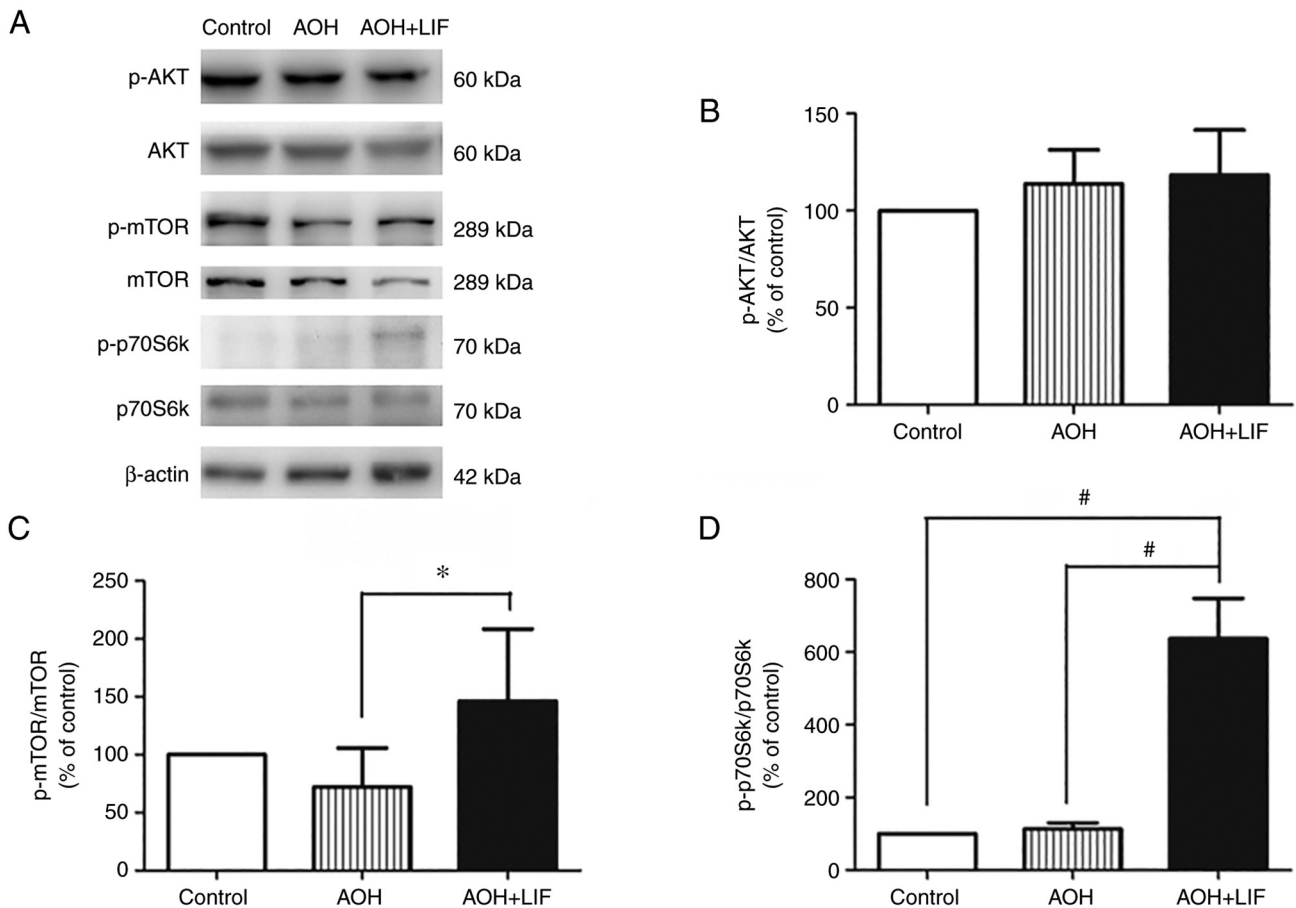 A
Control AOH AOH+LIF
p-AKT 60 kDa
AKT 60 kDa
p-mTOR 289 kDa
mTOR 289 kDa
p-p70S6k 70 kDa
p70S6k 70 kDa
β-actin 42 kDa
B
p-AKT/AKT
(% of control)
150
100
50
0
Control AOH AOH+LIF
C
p-mTOR/mTOR
(% of control)
250
200
150
100
50
0
*
Control AOH AOH+LIF
D
p-p70S6k/p70S6k
(% of control)
800
600
400
200
0
#
#
Control AOH AOH+LIF